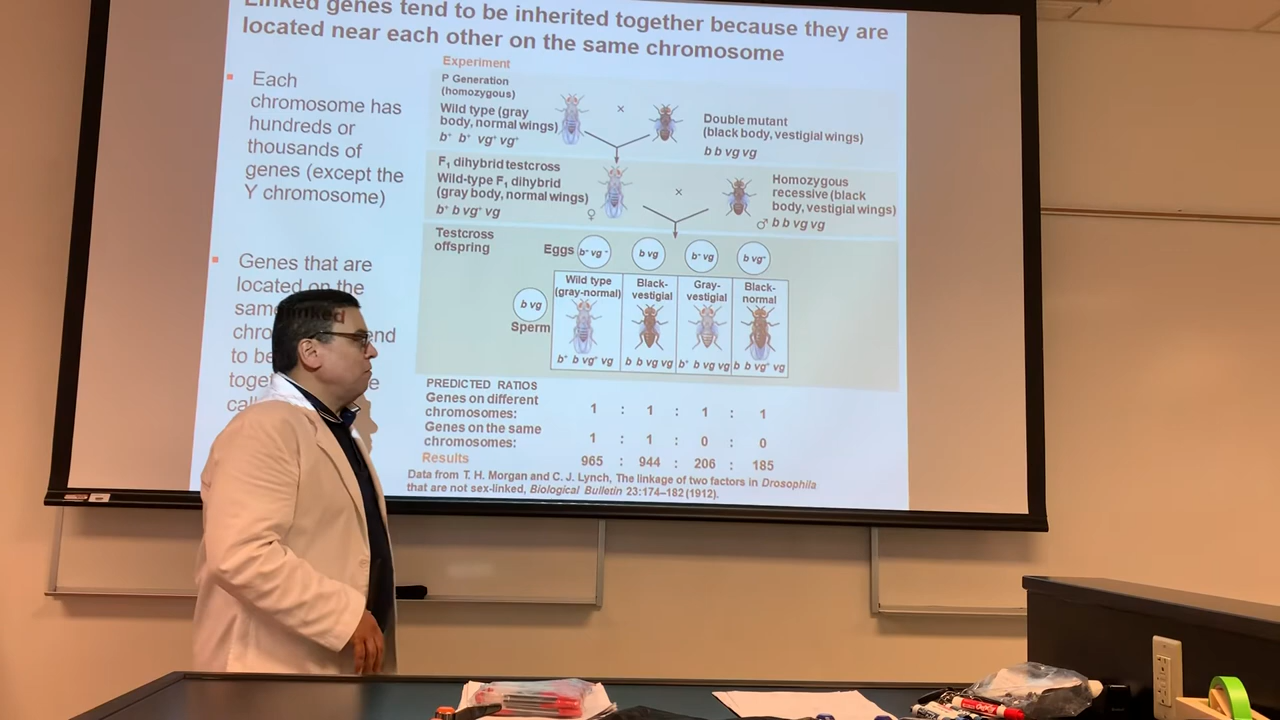 Linked genes tend to be inherited together because they are
located near each other on the same chromosome
Each
chromosome has
hundreds or
thousands of
genes (except the
Y chromosome)
Genes that are
located on the
same
linked
end
to be
Experiment
P Generation
(homozygous)
Wild type (gray
body, normal wings)
b⁺ b⁺ vg⁺ vg⁺
×
Double mutant
(black body, vestigial wings)
b b vg vg
F₁ dihybrid testcross
Wild-type F₁ dihybrid
(gray body, normal wings)
b⁺ b vg⁺ vg
♀
×
Homozygous
recessive (black
body, vestigial wings)
♂ b b vg vg
Testcross
offspring
Eggs b⁺ vg⁺ b vg b⁺ vg b vg⁺
Wild type
(gray-normal)
Black-
vestigial
Gray-
vestigial
Black-
normal
b vg
Sperm
b⁺ b vg⁺ vg b b vg vg b⁺ b vg vg b b vg⁺ vg
PREDICTED RATIOS
Genes on different
chromosomes: 1 : 1 : 1 : 1
Genes on the same
chromosomes: 1 : 1 : 0 : 0
Results 965 : 944 : 206 : 185
Data from T. H. Morgan and C. J. Lynch, The linkage of two factors in Drosophila
that are not sex-linked, Biological Bulletin 23:174–182 (1912).